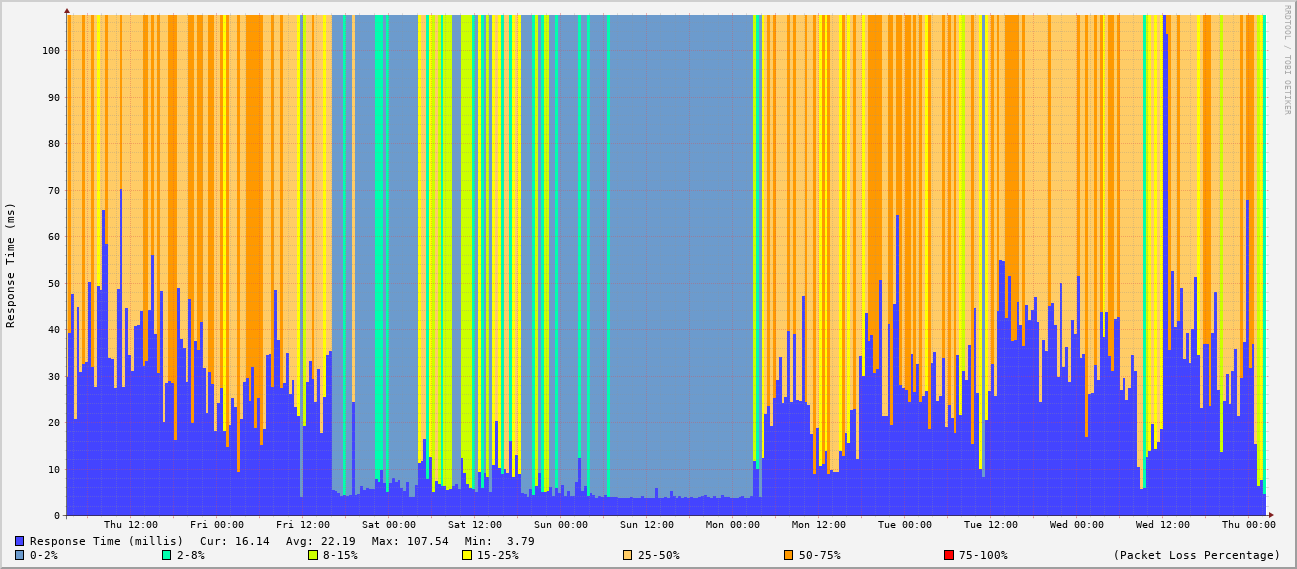 RRDTOOL / TOBI OETIKER
Response Time (ms)
100
90
80
70
60
50
40
30
20
10
0
Thu 12:00 Fri 00:00 Fri 12:00 Sat 00:00 Sat 12:00 Sun 00:00 Sun 12:00 Mon 00:00 Mon 12:00 Tue 00:00 Tue 12:00 Wed 00:00 Wed 12:00 Thu 00:00
Response Time (millis) Cur: 16.14 Avg: 22.19 Max: 107.54 Min: 3.79
0-2% 2-8% 8-15% 15-25% 25-50% 50-75% 75-100% (Packet Loss Percentage)